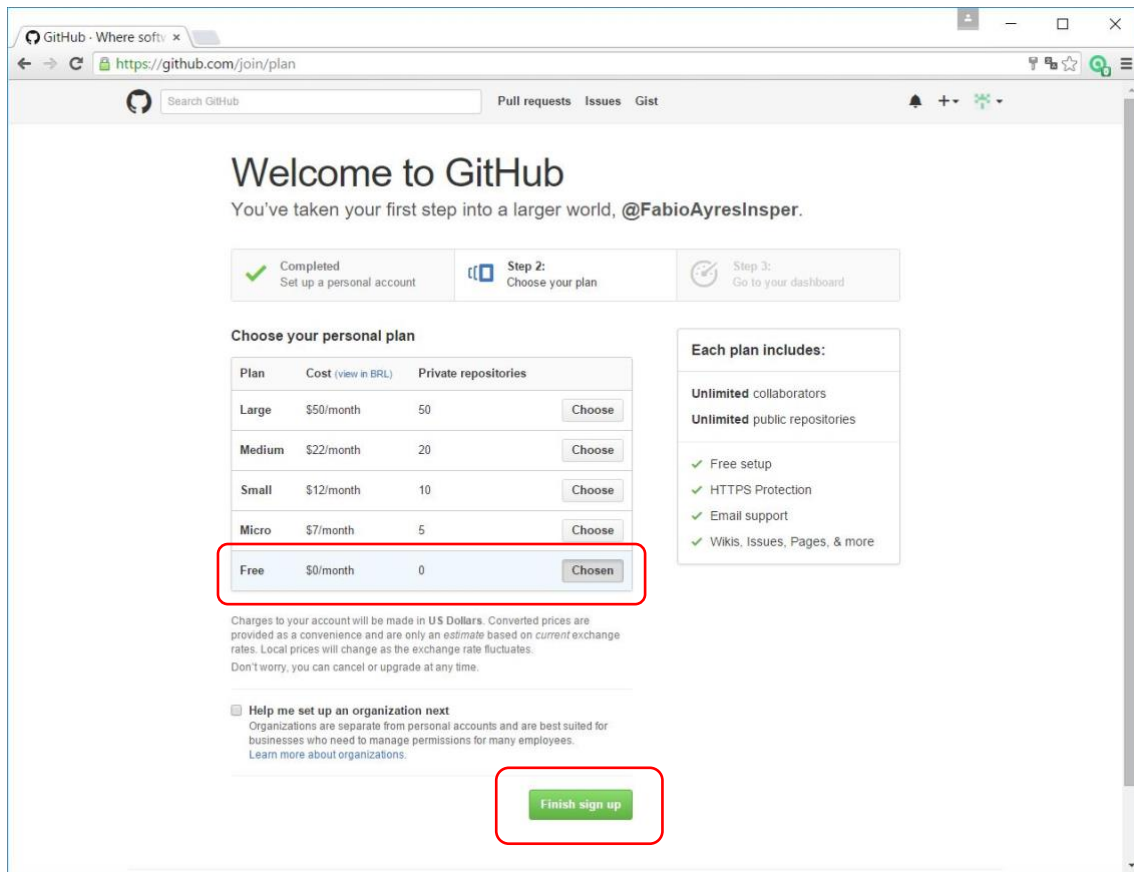 GitHub · Where softv
https://github.com/join/plan
Search GitHub
Pull requests Issues Gist
Welcome to GitHub
You've taken your first step into a larger world, @FabioAyresInsper.
Completed
Set up a personal account
Step 2:
Choose your plan
Step 3:
Go to your dashboard
Choose your personal plan
Plan Cost (view in BRL) Private repositories
Large $50/month 50 Choose
Medium $22/month 20 Choose
Small $12/month 10 Choose
Micro $7/month 5 Choose
Free $0/month 0 Chosen
Charges to your account will be made in US Dollars. Converted prices are
provided as a convenience and are only an estimate based on current exchange
rates. Local prices will change as the exchange rate fluctuates.
Don't worry, you can cancel or upgrade at any time.
Help me set up an organization next
Organizations are separate from personal accounts and are best suited for
businesses who need to manage permissions for many employees.
Learn more about organizations.
Finish sign up
Each plan includes:
Unlimited collaborators
Unlimited public repositories
Free setup
HTTPS Protection
Email support
Wikis, Issues, Pages, & more